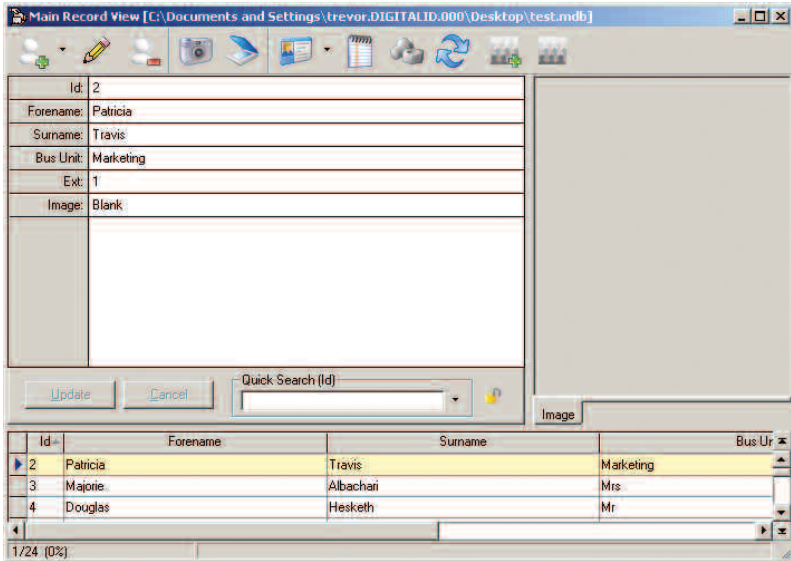 Main Record View [C:\Documents and Settings\trevor.DIGITALID.000\Desktop\test.mdb]
Id: 2
Forename: Patricia
Surname: Travis
Bus Unit: Marketing
Ext: 1
Image: Blank
Update Cancel Quick Search (Id)
Image
Id Forename Surname Bus Ur
2 Patricia Travis Marketing
3 Majorie Albachari Mrs
4 Douglas Hesketh Mr
1/24 (0%)